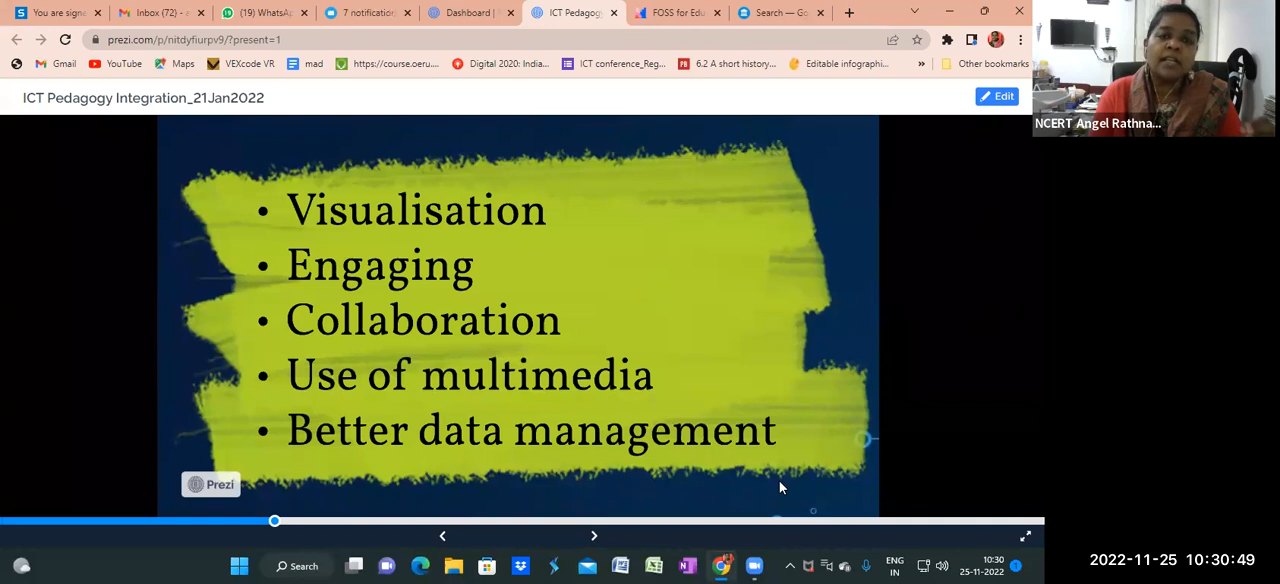 You are signe
Inbox (72) - e
(19) WhatsAp
7 notification
Dashboard |
ICT Pedagog
FOSS for Edu
Search — Go
prezi.com/p/nitdyfiurpv9/?present=1
Gmail
YouTube
Maps
VEXcode VR
mad
https://course.oeru....
Digital 2020: India...
ICT conference_Reg...
6.2 A short history...
Editable infographi...
»
Other bookmarks
ICT Pedagogy Integration_21Jan2022
Edit
NCERT Angel Rathna...
• Visualisation
• Engaging
• Collaboration
• Use of multimedia
• Better data management
Prezi
Search
ENG
IN
10:30
25-11-2022
2022-11-25 10:30:49